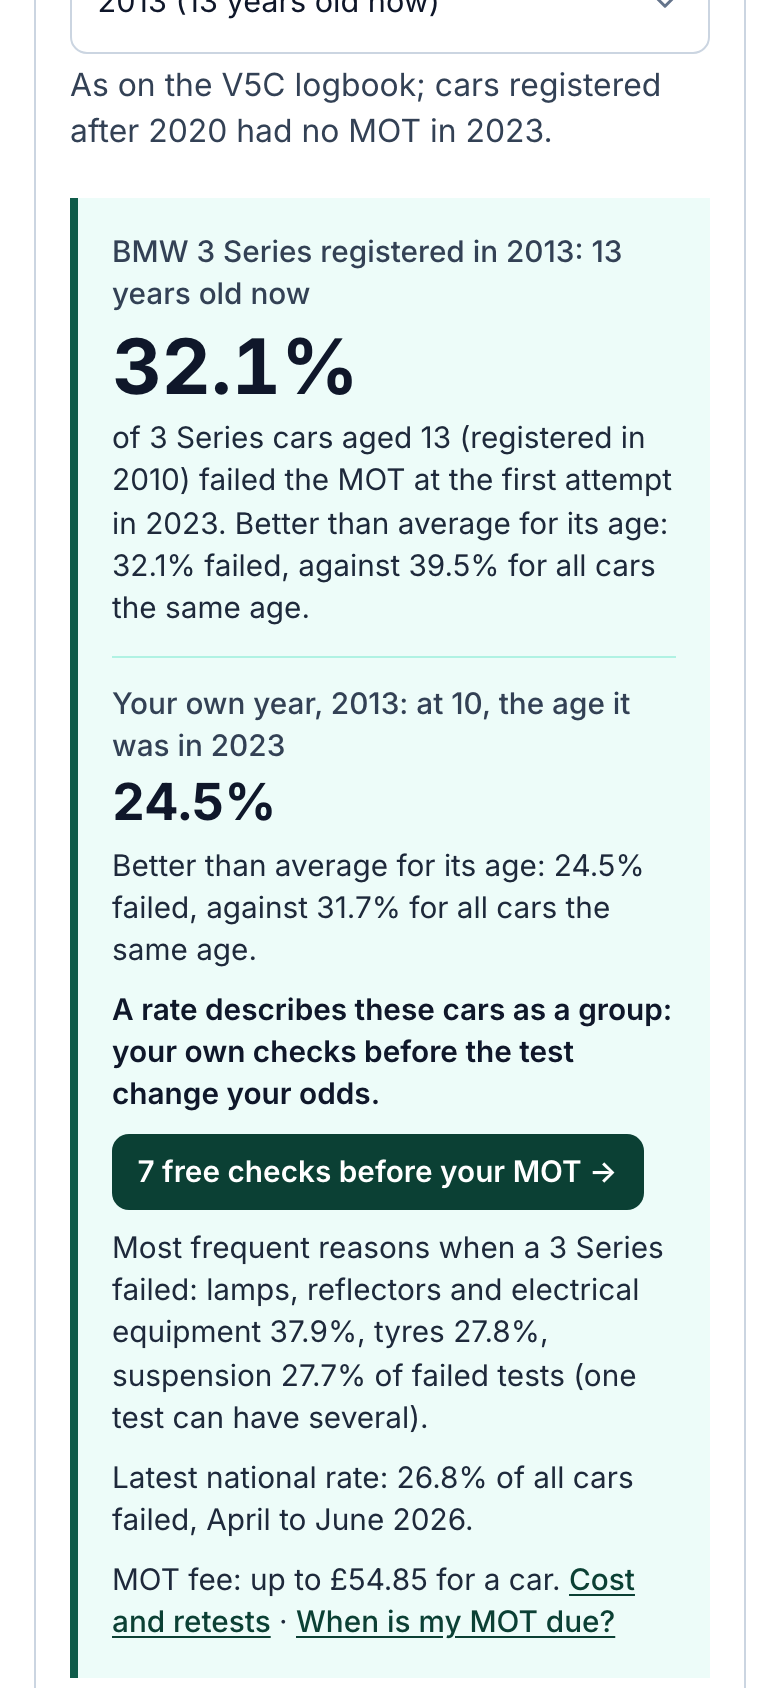 2013 (13 years old now)
As on the V5C logbook; cars registered
after 2020 had no MOT in 2023.
BMW 3 Series registered in 2013: 13
years old now
32.1%
of 3 Series cars aged 13 (registered in
2010) failed the MOT at the first attempt
in 2023. Better than average for its age:
32.1% failed, against 39.5% for all cars
the same age.
Your own year, 2013: at 10, the age it
was in 2023
24.5%
Better than average for its age: 24.5%
failed, against 31.7% for all cars the
same age.
A rate describes these cars as a group:
your own checks before the test
change your odds.
7 free checks before your MOT →
Most frequent reasons when a 3 Series
failed: lamps, reflectors and electrical
equipment 37.9%, tyres 27.8%,
suspension 27.7% of failed tests (one
test can have several).
Latest national rate: 26.8% of all cars
failed, April to June 2026.
MOT fee: up to £54.85 for a car. Cost
and retests · When is my MOT due?